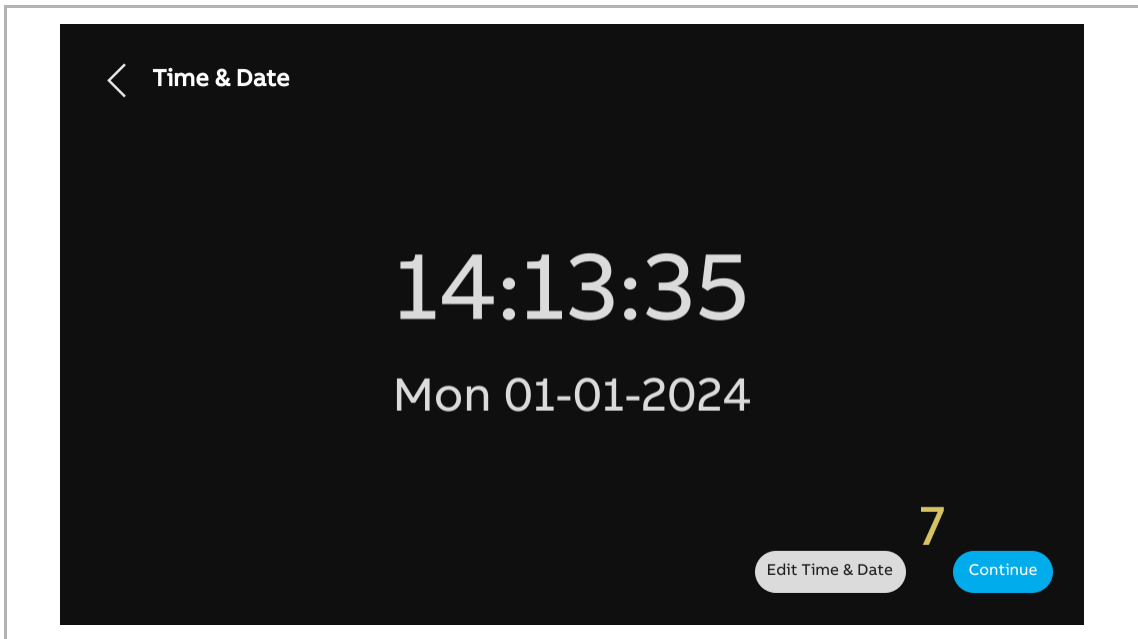 Time & Date
14:13:35
Mon 01-01-2024
7
Edit Time & Date
Continue